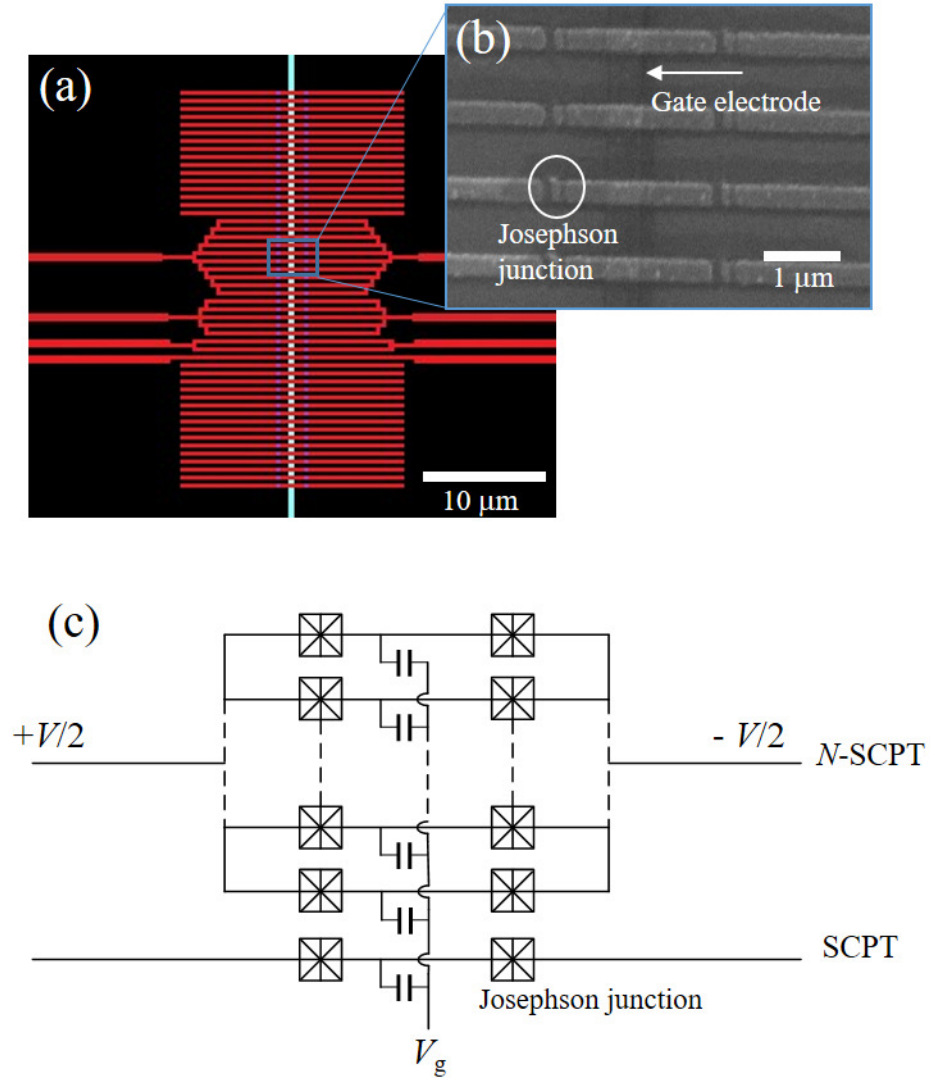 (a)
10 μm
(b)
Gate electrode
Josephson
junction
1 μm
(c)
+V/2
- V/2
N-SCPT
SCPT
Josephson junction
Vg